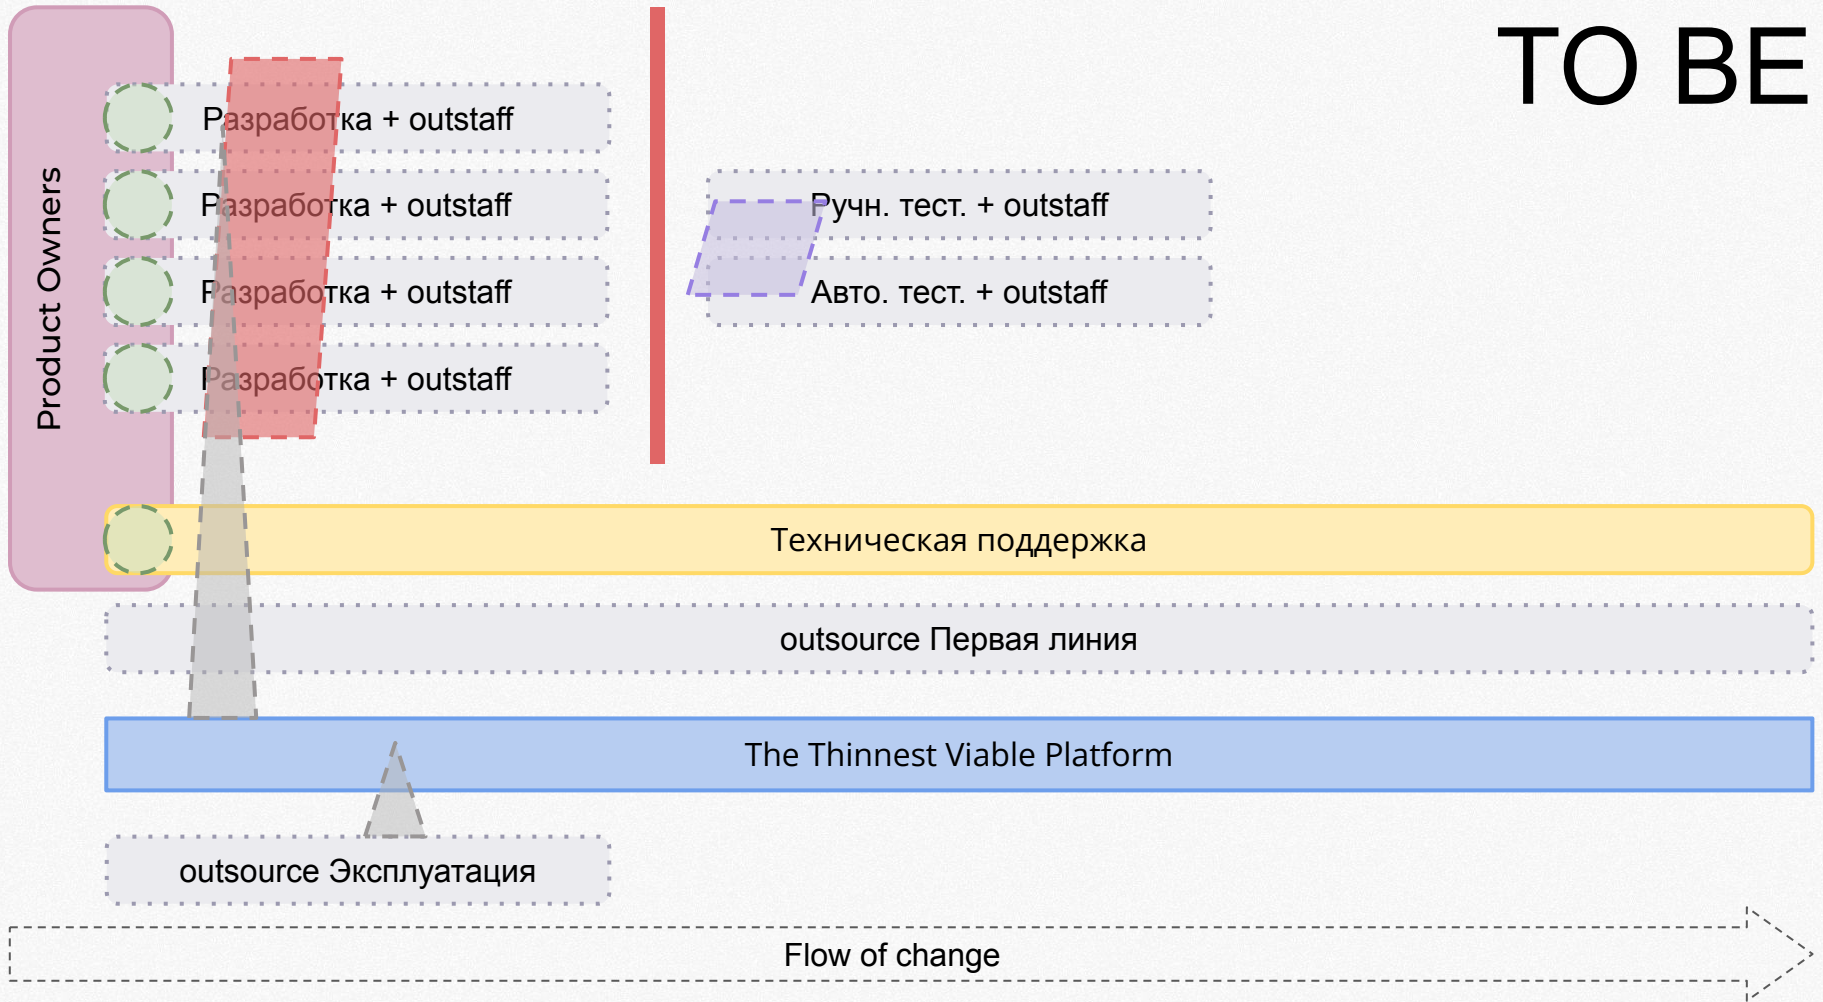 TO BE
Product Owners
Разработка + outstaff
Разработка + outstaff
Ручн. тест. + outstaff
Разработка + outstaff
Авто. тест. + outstaff
Разработка + outstaff
Техническая поддержка
outsource Первая линия
The Thinnest Viable Platform
outsource Эксплуатация
Flow of change